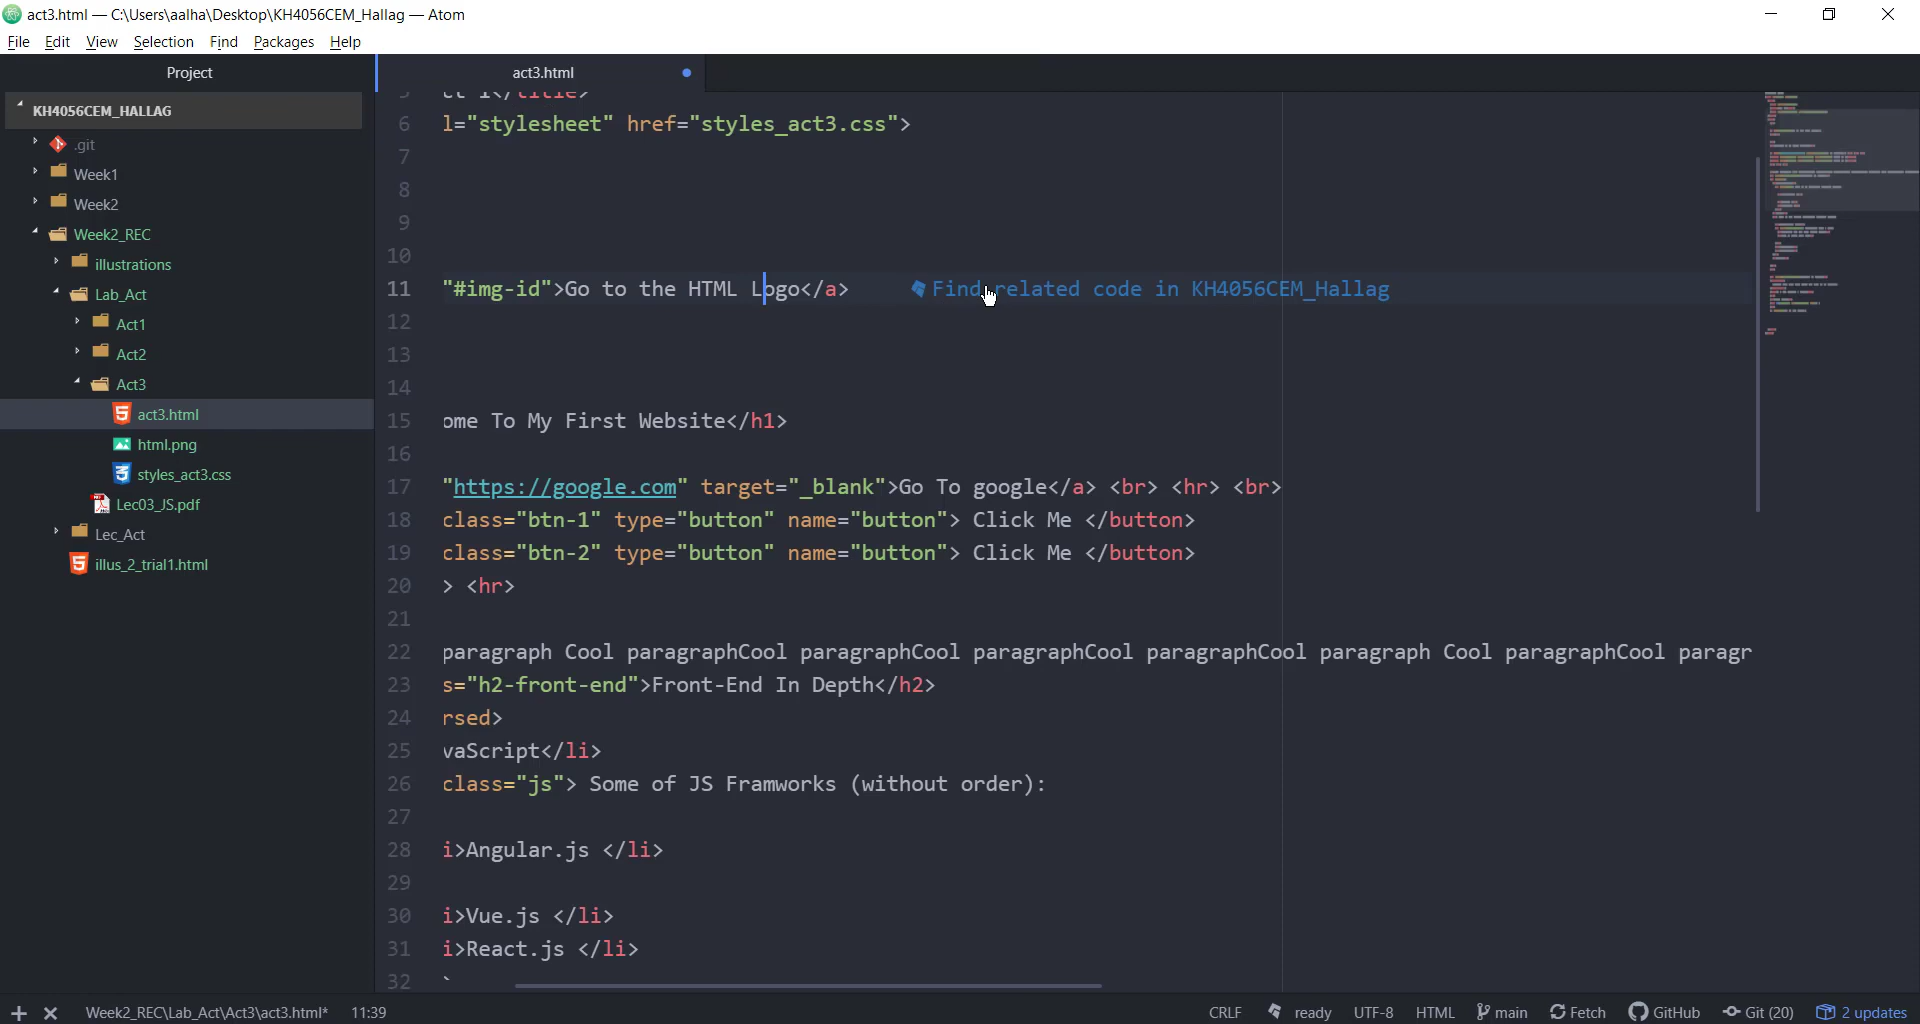 act3.html — C:\Users\aalha\Desktop\KH4056CEM_Hallag — Atom
File Edit View Selection Find Packages Help
Project
act3.html
KH4056CEM_HALLAG
.git
Week1
Week2
Week2_REC
illustrations
Lab_Act
Act1
Act2
Act3
act3.html
html.png
styles_act3.css
Lec03_JS.pdf
Lec_Act
illus_2_trial1.html
6 l="stylesheet" href="styles_act3.css">
7
8
9
10
11 "#img-id">Go to the HTML Logo</a> Find related code in KH4056CEM_Hallag
12
13
14
15 ome To My First Website</h1>
16
17 "https://google.com" target="_blank">Go To google</a> <br> <hr> <br>
18 class="btn-1" type="button" name="button"> Click Me </button>
19 class="btn-2" type="button" name="button"> Click Me </button>
20 > <hr>
21
22 paragraph Cool paragraphCool paragraphCool paragraphCool paragraphCool paragraph Cool paragraphCool paragr
23 s="h2-front-end">Front-End In Depth</h2>
24 rsed>
25 vaScript</li>
26 class="js"> Some of JS Framworks (without order):
27
28 i>Angular.js </li>
29
30 i>Vue.js </li>
31 i>React.js </li>
32
Week2_REC\Lab_Act\Act3\act3.html* 11:39 CRLF ready UTF-8 HTML main Fetch GitHub Git (20) 2 updates